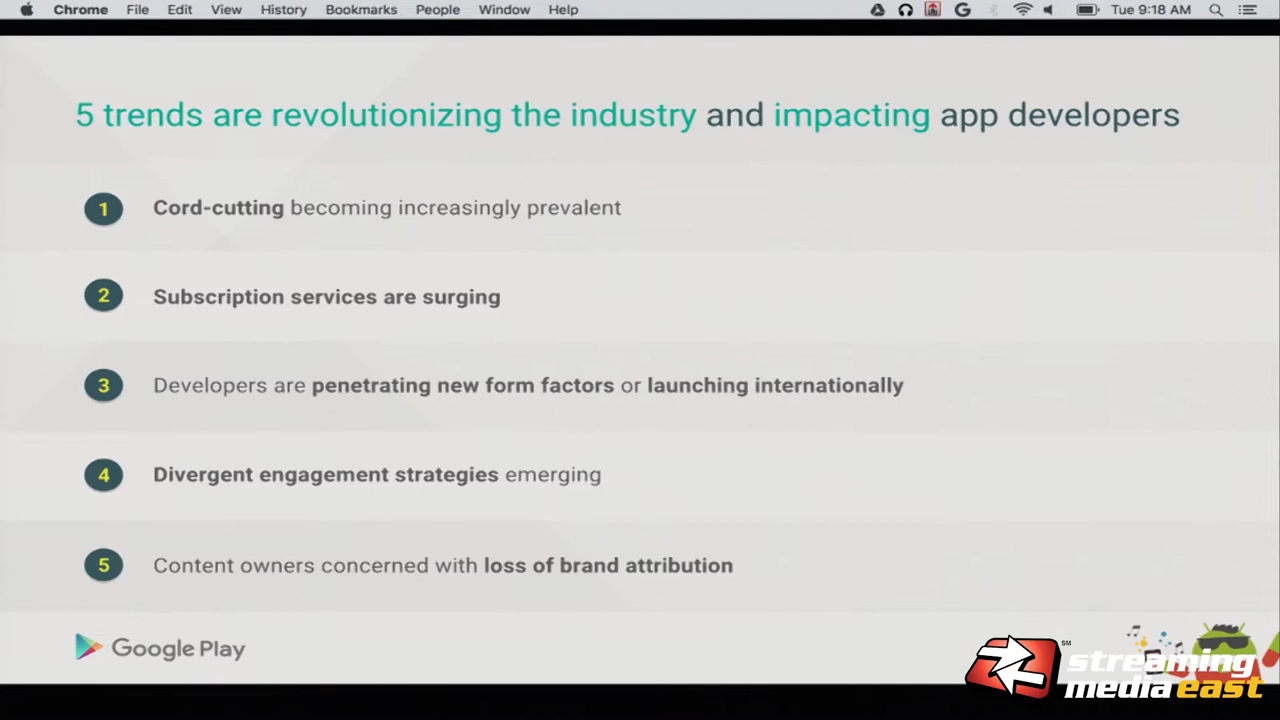 Chrome File Edit View History Bookmarks People Window Help Tue 9:18 AM
5 trends are revolutionizing the industry and impacting app developers
1 Cord-cutting becoming increasingly prevalent
2 Subscription services are surging
3 Developers are penetrating new form factors or launching internationally
4 Divergent engagement strategies emerging
5 Content owners concerned with loss of brand attribution
Google Play
streaming SM
media east